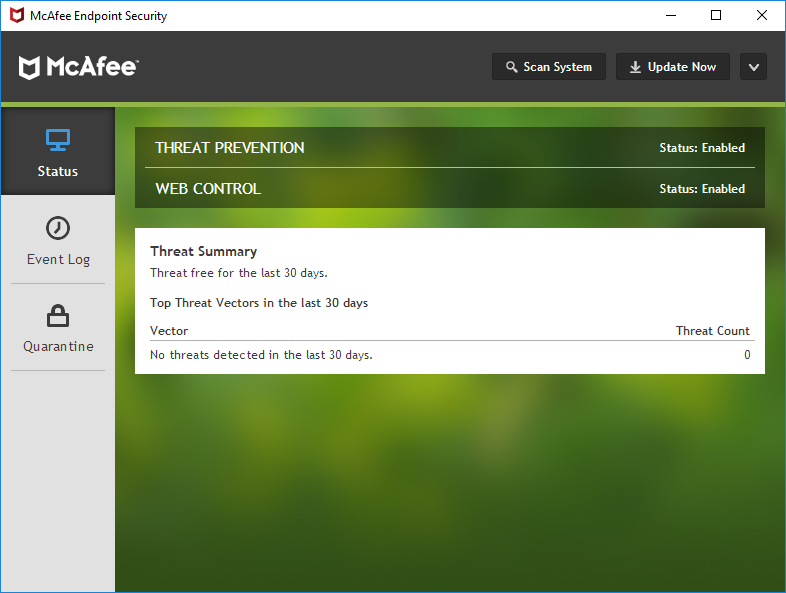 McAfee Endpoint Security
McAfee™
Scan System
Update Now
Status
Event Log
Quarantine
THREAT PREVENTION Status: Enabled
WEB CONTROL Status: Enabled
Threat Summary
Threat free for the last 30 days.
Top Threat Vectors in the last 30 days
Vector Threat Count
No threats detected in the last 30 days. 0